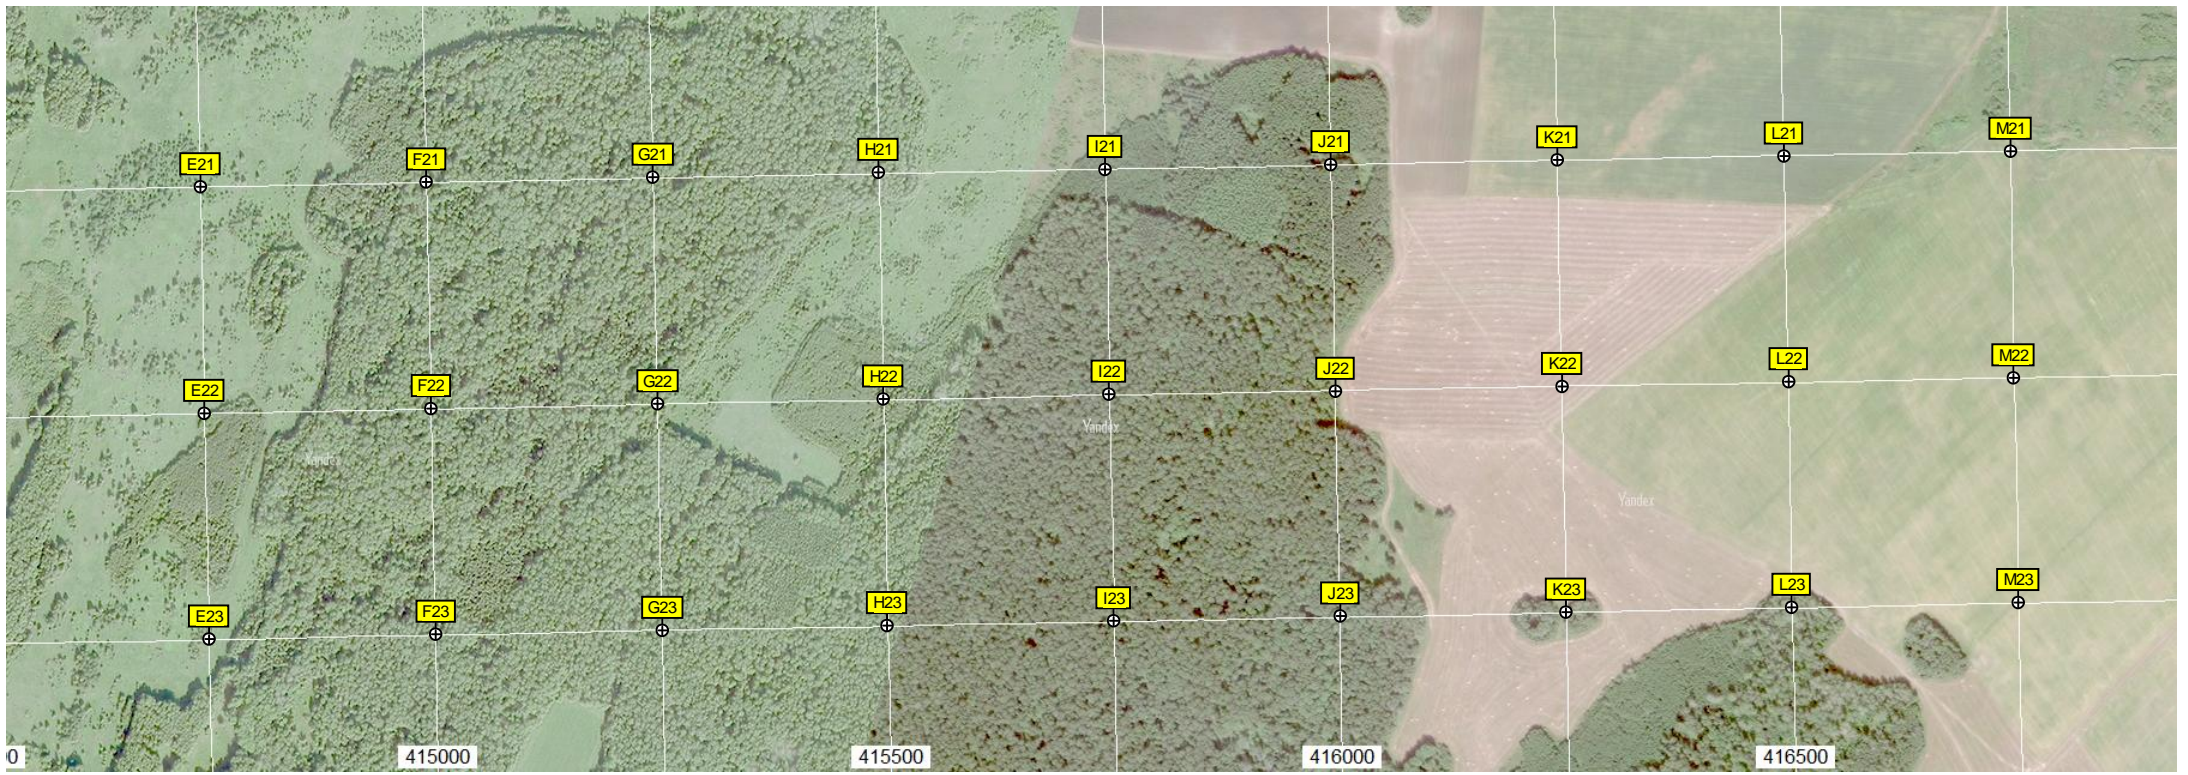 E21 F21 G21 H21 I21 J21 K21 L21 M21
E22 F22 G22 H22 I22 J22 K22 L22 M22
Yandex Yandex Yandex
E23 F23 G23 H23 I23 J23 K23 L23 M23
415000 415500 416000 416500